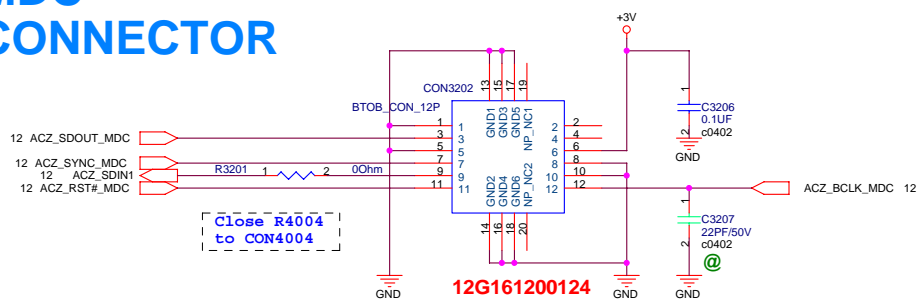 MDC
CONNECTOR
+3V
CON3202
BTOB_CON_12P
13 15 17 19
GND1 GND3 GND5 NP_NC1
1 1 2 2
12 ACZ_SDOUT_MDC 3 3 4 4
5 5 6 6
12 ACZ_SYNC_MDC 7 7 8 8
12 ACZ_SDIN1 R3201 1 2 0Ohm 9 9 10 10
12 ACZ_RST#_MDC 11 11 12 12 ACZ_BCLK_MDC 12
GND2 GND4 GND6 NP_NC2
14 16 18 20
1 C3206
0.1UF
2 c0402
GND
Close R4004
to CON4004
1 C3207
22PF/50V
2 c0402
@
GND
12G161200124
GND
GND